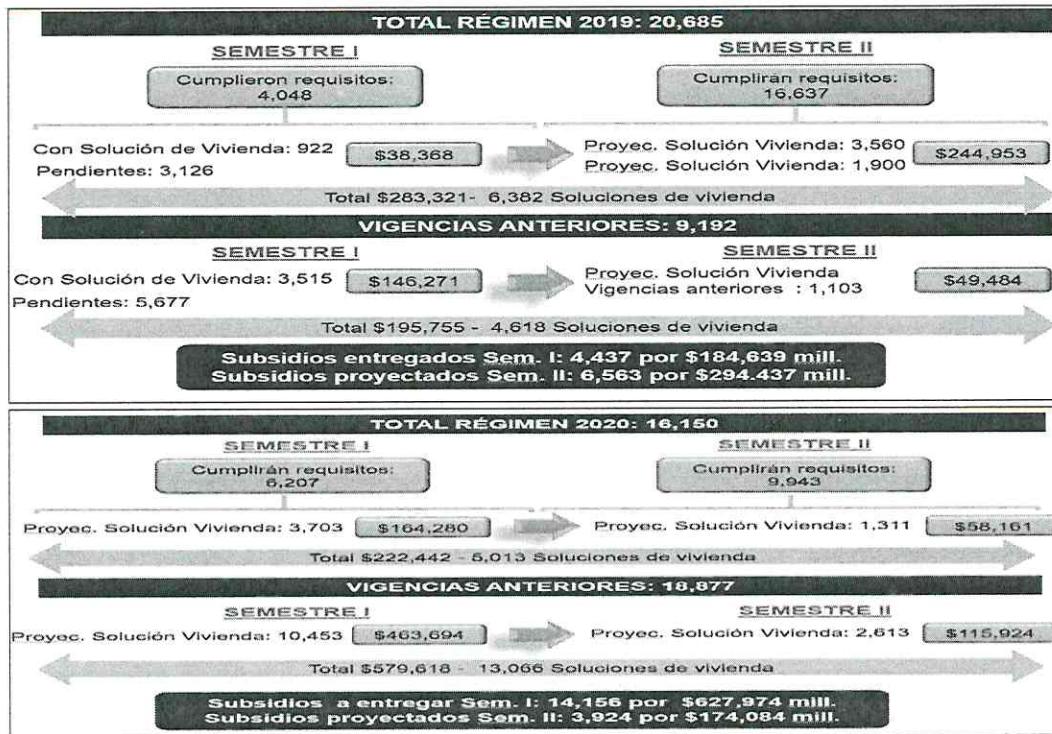 TOTAL RÉGIMEN 2019: 20,685
SEMESTRE I
SEMESTRE II
Cumplieron requisitos:
4,048
Cumplirán requisitos:
16,637
Con Solución de Vivienda: 922
$38,368
Pendientes: 3,126
Proyec. Solución Vivienda: 3,560
Proyec. Solución Vivienda: 1,900
$244,953
Total $283,321- 6,382 Soluciones de vivienda
VIGENCIAS ANTERIORES: 9,192
SEMESTRE I
SEMESTRE II
Con Solución de Vivienda: 3,515
$146,271
Pendientes: 5,677
Proyec. Solución Vivienda
Vigencias anteriores : 1,103
$49,484
Total $195,755 - 4,618 Soluciones de vivienda
Subsidios entregados Sem. I: 4,437 por $184,639 mill.
Subsidios proyectados Sem. II: 6,563 por $294.437 mill.
TOTAL RÉGIMEN 2020: 16,150
SEMESTRE I
SEMESTRE II
Cumplirán requisitos:
6,207
Cumplirán requisitos:
9,943
Proyec. Solución Vivienda: 3,703
$164,280
Proyec. Solución Vivienda: 1,311
$58,161
Total $222,442 - 5,013 Soluciones de vivienda
VIGENCIAS ANTERIORES: 18,877
SEMESTRE I
SEMESTRE II
Proyec. Solución Vivienda: 10,453
$463,694
Proyec. Solución Vivienda: 2,613
$115,924
Total $579,618 - 13,066 Soluciones de vivienda
Subsidios a entregar Sem. I: 14,156 por $627,974 mill.
Subsidios proyectados Sem. II: 3,924 por $174,084 mill.